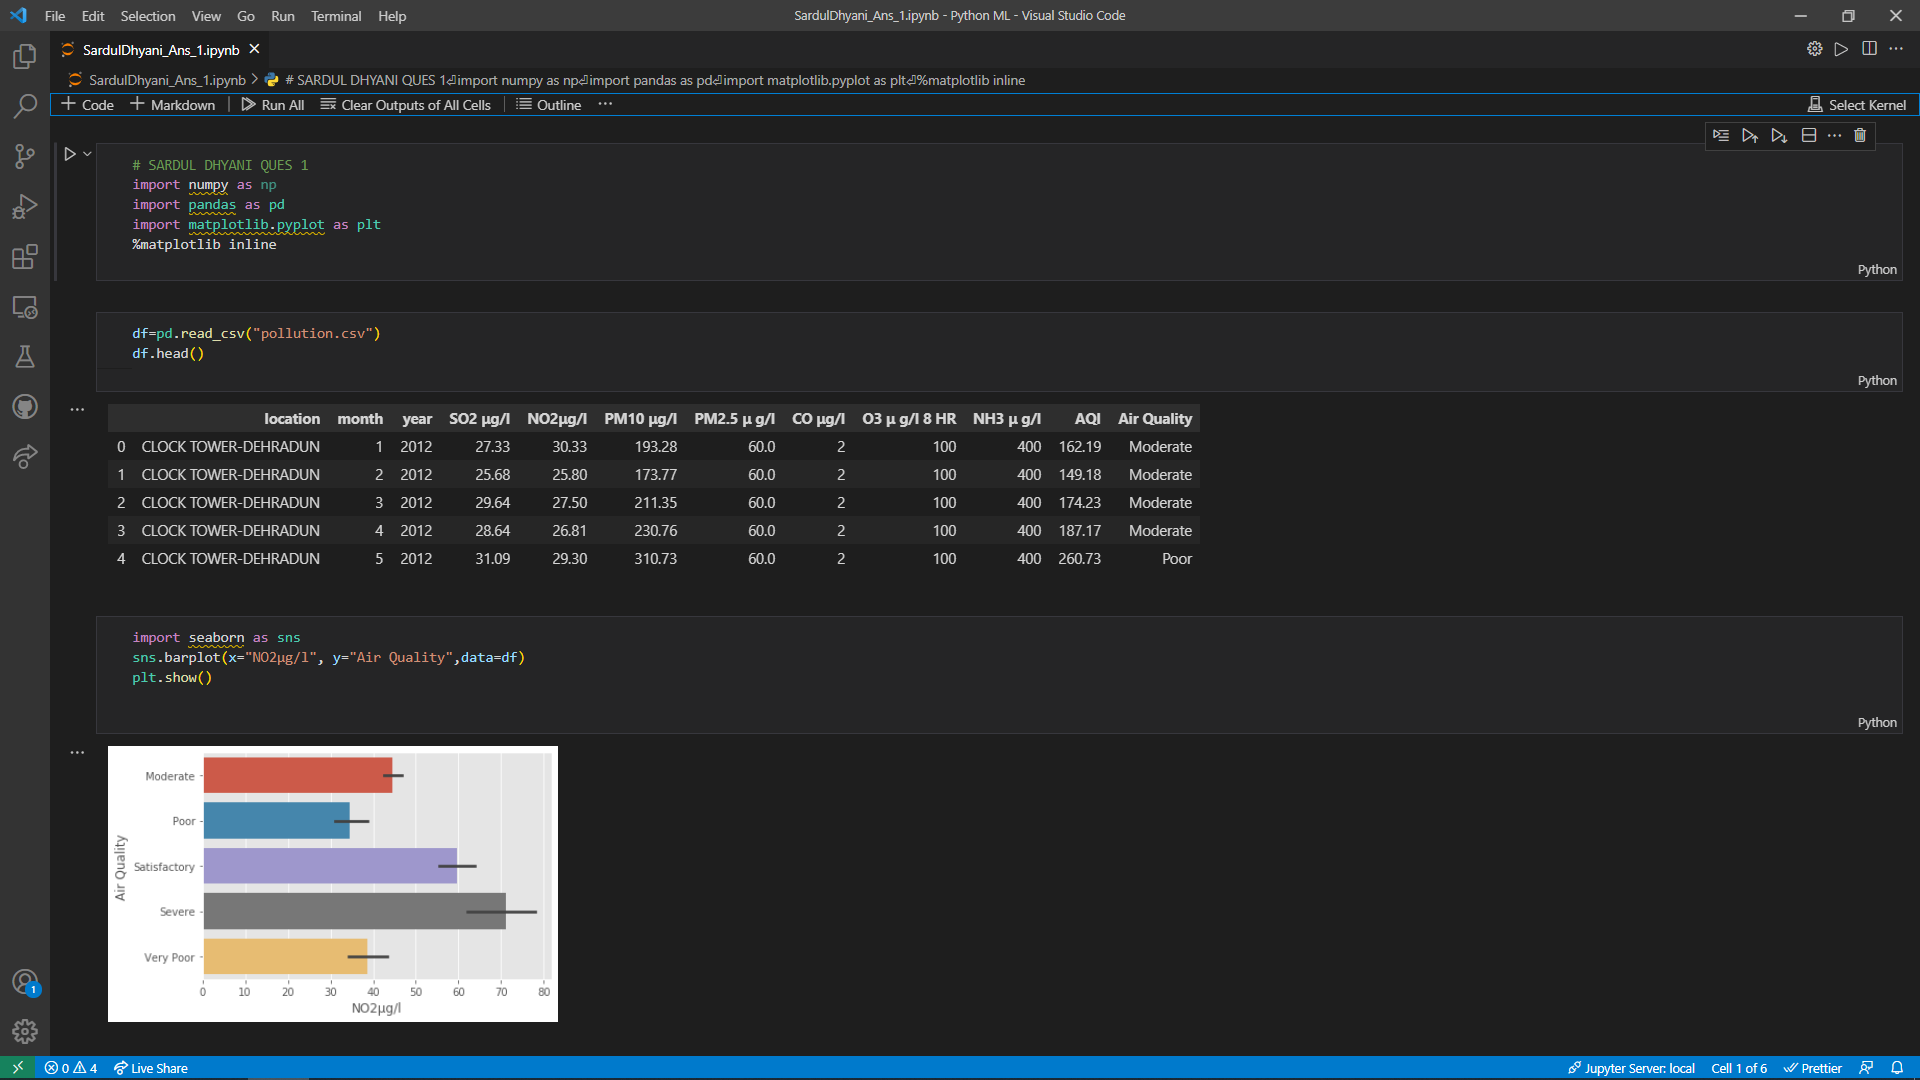 File Edit Selection View Go Run Terminal Help
SardulDhyani_Ans_1.ipynb - Python ML - Visual Studio Code
SardulDhyani_Ans_1.ipynb
SardulDhyani_Ans_1.ipynb > # SARDUL DHYANI QUES 1⏎import numpy as np⏎import pandas as pd⏎import matplotlib.pyplot as plt⏎%matplotlib inline
+ Code + Markdown | Run All Clear Outputs of All Cells | Outline ···
Select Kernel
# SARDUL DHYANI QUES 1
import numpy as np
import pandas as pd
import matplotlib.pyplot as plt
%matplotlib inline
Python
df=pd.read_csv("pollution.csv")
df.head()
Python
location month year SO2 µg/l NO2µg/l PM10 µg/l PM2.5 µ g/l CO µg/l O3 µ g/l 8 HR NH3 µ g/l AQI Air Quality
0 CLOCK TOWER-DEHRADUN 1 2012 27.33 30.33 193.28 60.0 2 100 400 162.19 Moderate
1 CLOCK TOWER-DEHRADUN 2 2012 25.68 25.80 173.77 60.0 2 100 400 149.18 Moderate
2 CLOCK TOWER-DEHRADUN 3 2012 29.64 27.50 211.35 60.0 2 100 400 174.23 Moderate
3 CLOCK TOWER-DEHRADUN 4 2012 28.64 26.81 230.76 60.0 2 100 400 187.17 Moderate
4 CLOCK TOWER-DEHRADUN 5 2012 31.09 29.30 310.73 60.0 2 100 400 260.73 Poor
import seaborn as sns
sns.barplot(x="NO2µg/l", y="Air Quality",data=df)
plt.show()
Python
Air Quality
Moderate
Poor
Satisfactory
Severe
Very Poor
0 10 20 30 40 50 60 70 80
NO2µg/l
1
0 4 Live Share
Jupyter Server: local Cell 1 of 6 Prettier